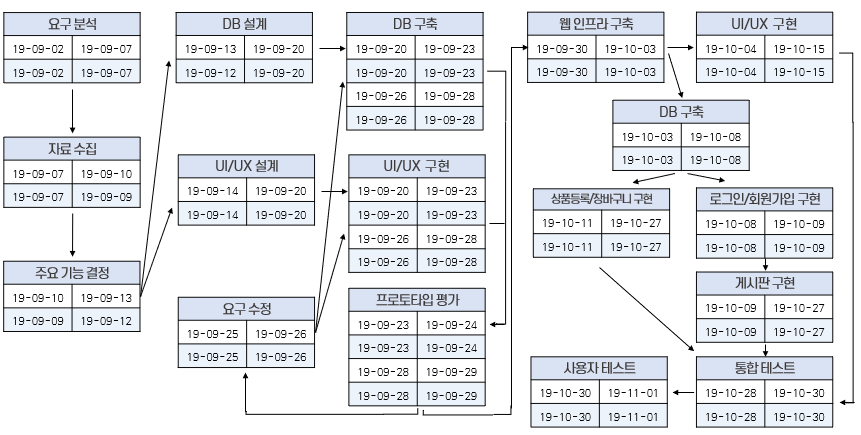 요구 분석
19-09-02 19-09-07
19-09-02 19-09-07
자료 수집
19-09-07 19-09-10
19-09-07 19-09-09
주요 기능 결정
19-09-10 19-09-13
19-09-09 19-09-12
DB 설계
19-09-13 19-09-20
19-09-12 19-09-20
UI/UX 설계
19-09-14 19-09-20
19-09-14 19-09-20
요구 수정
19-09-25 19-09-26
19-09-25 19-09-26
DB 구축
19-09-20 19-09-23
19-09-20 19-09-23
19-09-26 19-09-28
19-09-26 19-09-28
UI/UX 구현
19-09-20 19-09-23
19-09-20 19-09-23
19-09-26 19-09-28
19-09-26 19-09-28
프로토타입 평가
19-09-23 19-09-24
19-09-23 19-09-24
19-09-28 19-09-29
19-09-28 19-09-29
웹 인프라 구축
19-09-30 19-10-03
19-09-30 19-10-03
UI/UX 구현
19-10-04 19-10-15
19-10-04 19-10-15
DB 구축
19-10-03 19-10-08
19-10-03 19-10-08
상품등록/장바구니 구현
19-10-11 19-10-27
19-10-11 19-10-27
로그인/회원가입 구현
19-10-08 19-10-09
19-10-08 19-10-09
게시판 구현
19-10-09 19-10-27
19-10-09 19-10-27
사용자 테스트
19-10-30 19-11-01
19-10-30 19-11-01
통합 테스트
19-10-28 19-10-30
19-10-28 19-10-30